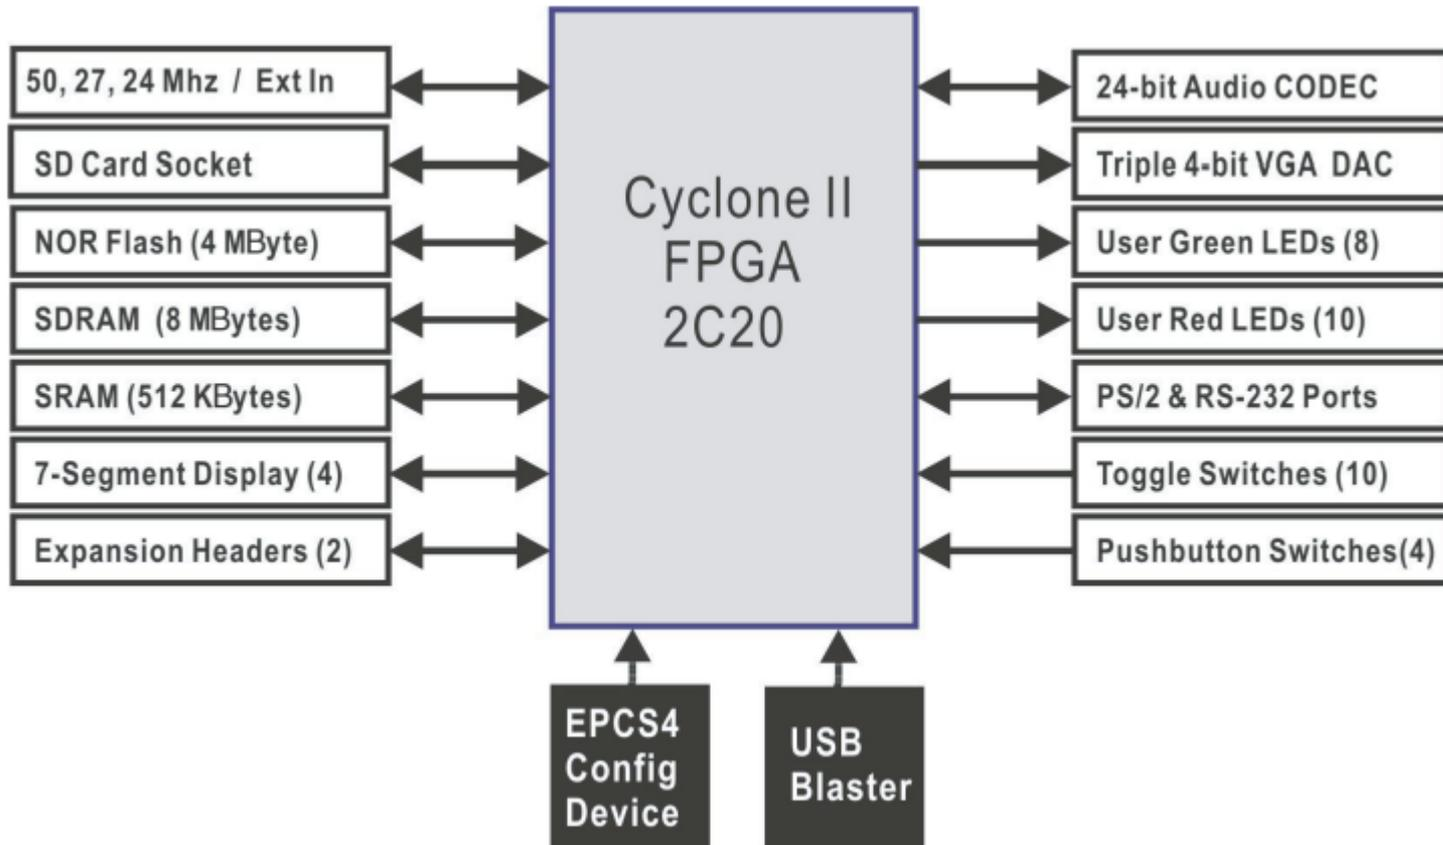 50, 27, 24 Mhz / Ext In
SD Card Socket
NOR Flash (4 MByte)
SDRAM (8 MBytes)
SRAM (512 KBytes)
7-Segment Display (4)
Expansion Headers (2)
Cyclone II
FPGA
2C20
24-bit Audio CODEC
Triple 4-bit VGA DAC
User Green LEDs (8)
User Red LEDs (10)
PS/2 & RS-232 Ports
Toggle Switches (10)
Pushbutton Switches(4)
EPCS4
Config
Device
USB
Blaster